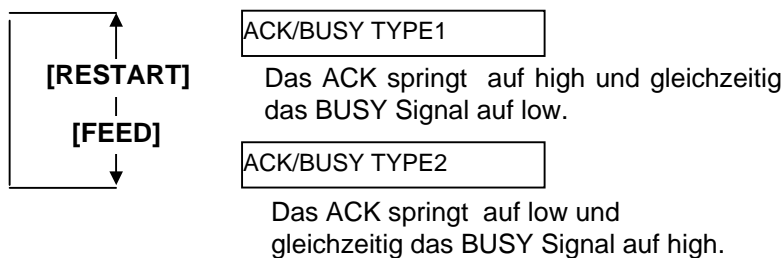 ACK/BUSY TYPE1
[RESTART]
Das ACK springt auf high und gleichzeitig
das BUSY Signal auf low.
[FEED]
ACK/BUSY TYPE2
Das ACK springt auf low und
gleichzeitig das BUSY Signal auf high.